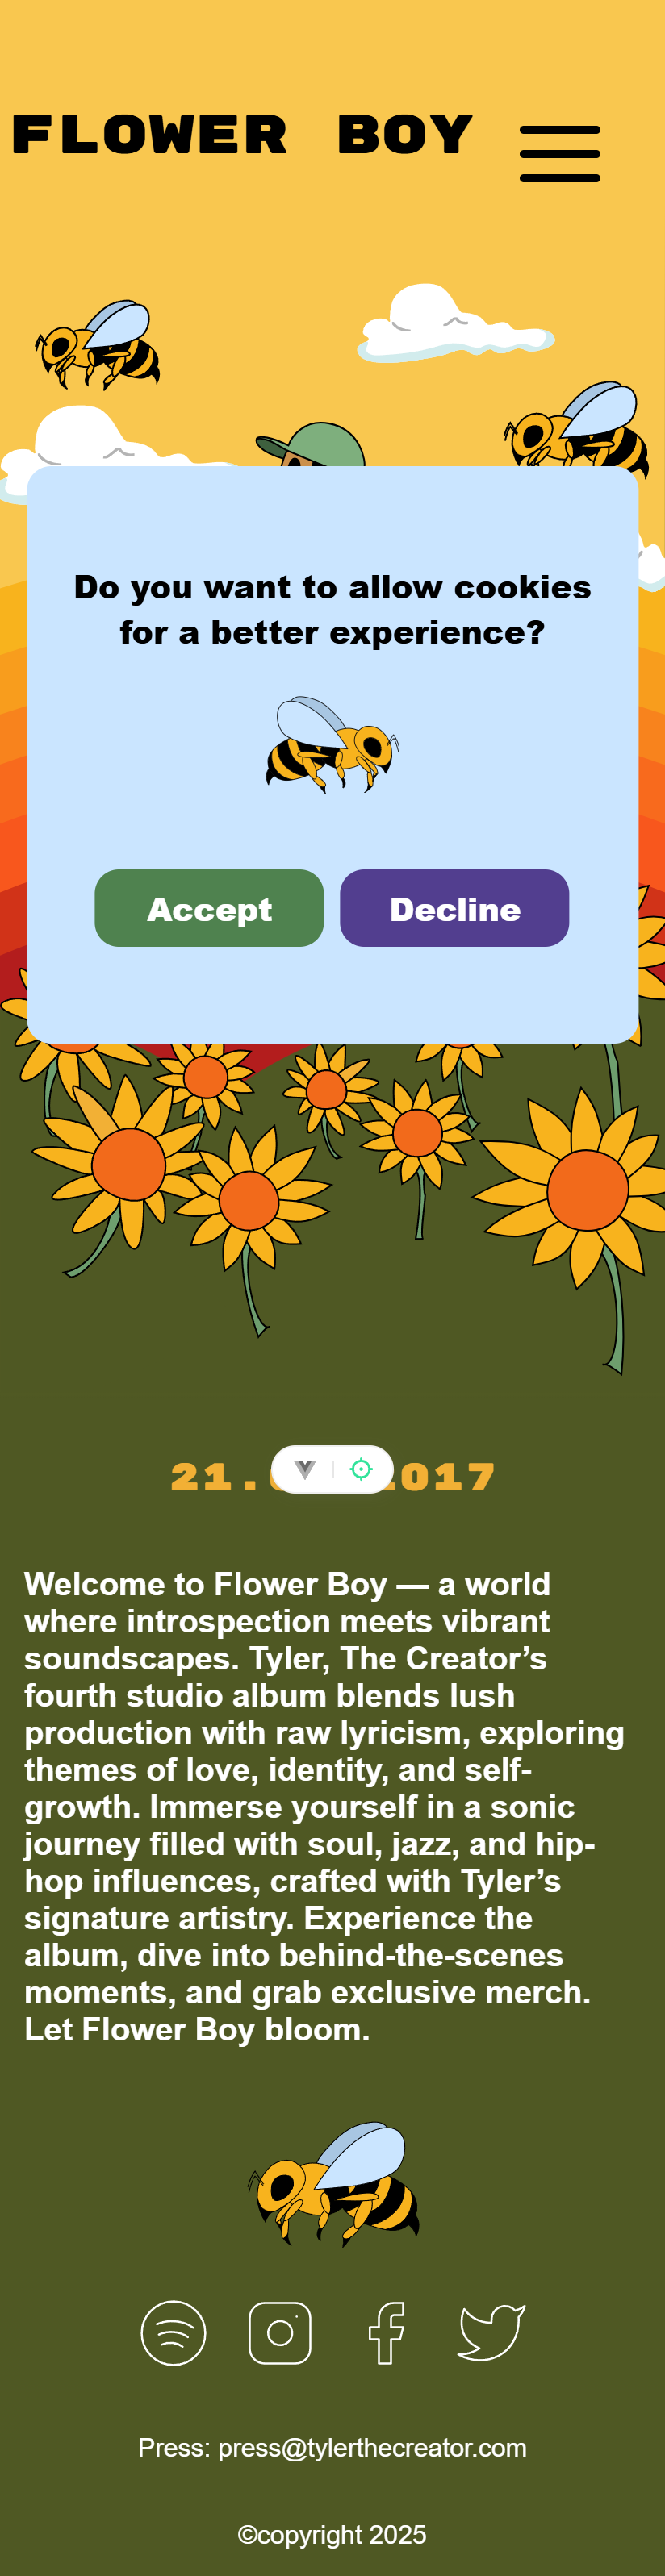 FLOWER BOY
Do you want to allow cookies
for a better experience?
Accept
Decline
21. 2017
Welcome to Flower Boy — a world
where introspection meets vibrant
soundscapes. Tyler, The Creator’s
fourth studio album blends lush
production with raw lyricism, exploring
themes of love, identity, and self-
growth. Immerse yourself in a sonic
journey filled with soul, jazz, and hip-
hop influences, crafted with Tyler’s
signature artistry. Experience the
album, dive into behind-the-scenes
moments, and grab exclusive merch.
Let Flower Boy bloom.
Press: press@tylerthecreator.com
©copyright 2025